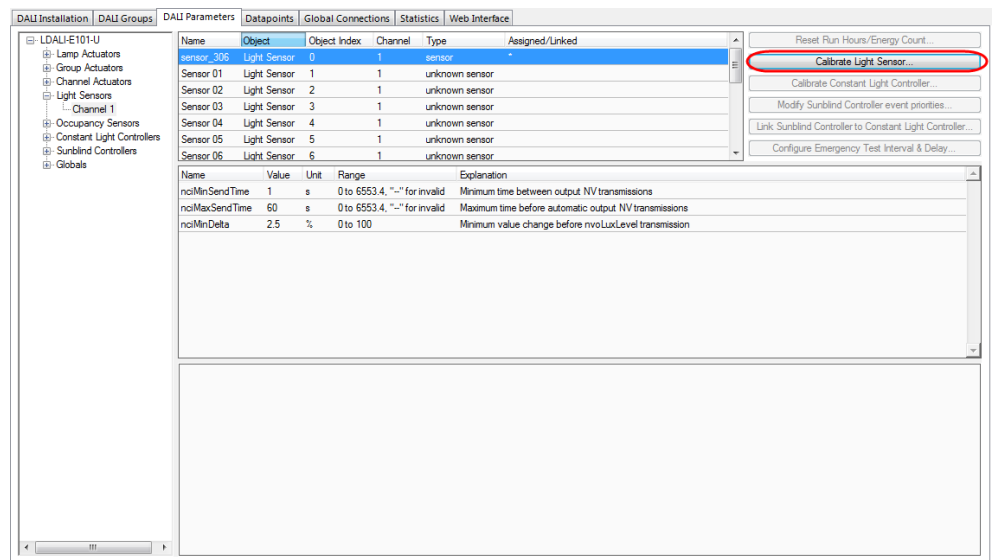 DALI Installation DALI Groups DALI Parameters Datapoints Global Connections Statistics Web Interface
LDALI-E101-U
Lamp Actuators
Group Actuators
Channel Actuators
Light Sensors
Channel 1
Occupancy Sensors
Constant Light Controllers
Sunblind Controllers
Globals
Name Object Object Index Channel Type Assigned/Linked
sensor_306 Light Sensor 0 1 sensor *
Sensor 01 Light Sensor 1 1 unknown sensor
Sensor 02 Light Sensor 2 1 unknown sensor
Sensor 03 Light Sensor 3 1 unknown sensor
Sensor 04 Light Sensor 4 1 unknown sensor
Sensor 05 Light Sensor 5 1 unknown sensor
Sensor 06 Light Sensor 6 1 unknown sensor
Reset Run Hours/Energy Count...
Calibrate Light Sensor...
Calibrate Constant Light Controller...
Modify Sunblind Controller event priorities...
Link Sunblind Controller to Constant Light Controller...
Configure Emergency Test Interval & Delay...
Name Value Unit Range Explanation
nciMinSendTime 1 s 0 to 6553.4, "--" for invalid Minimum time between output NV transmissions
nciMaxSendTime 60 s 0 to 6553.4, "--" for invalid Maximum time before automatic output NV transmissions
nciMinDelta 2.5 % 0 to 100 Minimum value change before nvoLuxLevel transmission